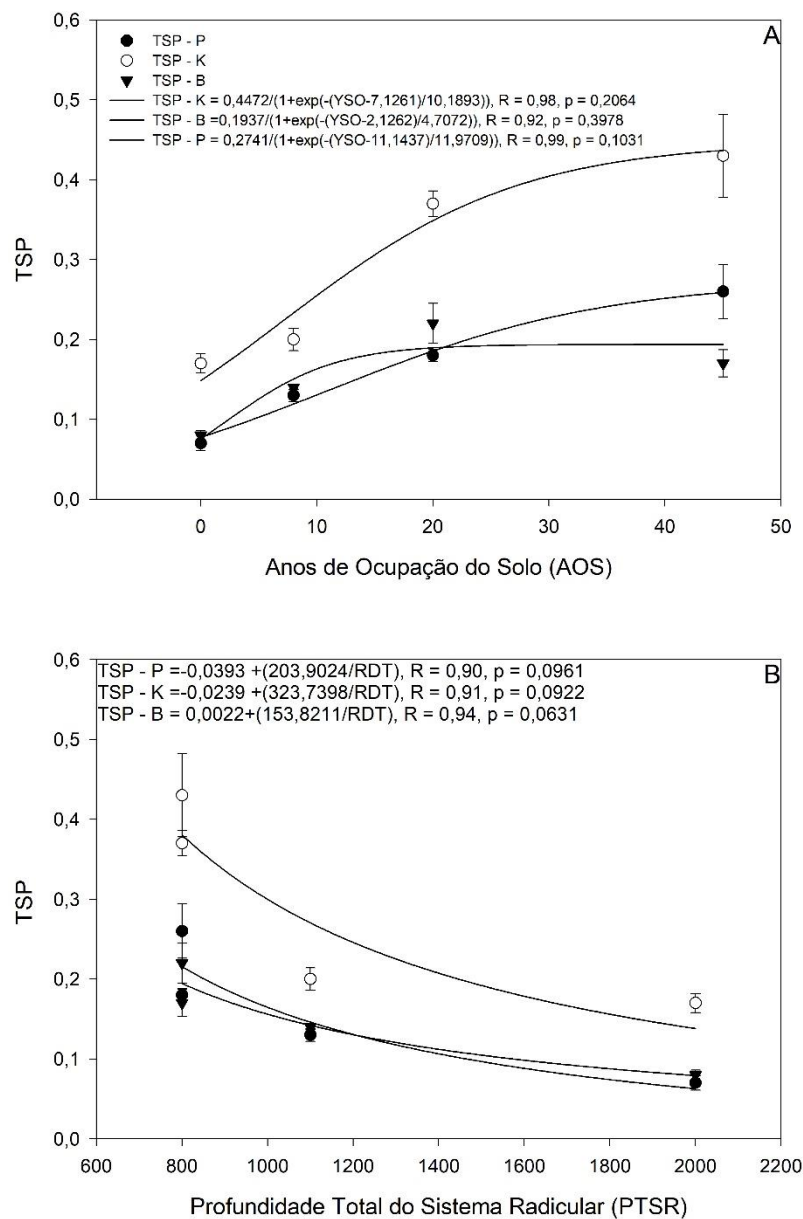 A
0,6
TSP - P
TSP - K
TSP - B
TSP - K = 0,4472/(1+exp(-(YSO-7,1261)/10,1893)), R = 0,98, p = 0,2064
TSP - B =0,1937/(1+exp(-(YSO-2,1262)/4,7072)), R = 0,92, p = 0,3978
TSP - P = 0,2741/(1+exp(-(YSO-11,1437)/11,9709)), R = 0,99, p = 0,1031
0,5
0,4
0,3
0,2
0,1
0,0
TSP
0 10 20 30 40 50
Anos de Ocupação do Solo (AOS)
B
0,6
TSP - P =-0,0393 +(203,9024/RDT), R = 0,90, p = 0,0961
TSP - K =-0,0239 +(323,7398/RDT), R = 0,91, p = 0,0922
TSP - B = 0,0022+(153,8211/RDT), R = 0,94, p = 0,0631
0,5
0,4
0,3
0,2
0,1
0,0
TSP
600 800 1000 1200 1400 1600 1800 2000 2200
Profundidade Total do Sistema Radicular (PTSR)